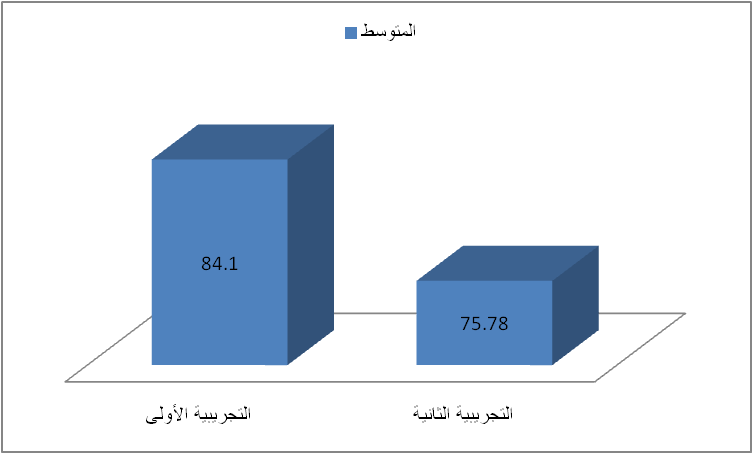 المتوسط
84.1
75.78
التجريبية الأولى
التجريبية الثانية